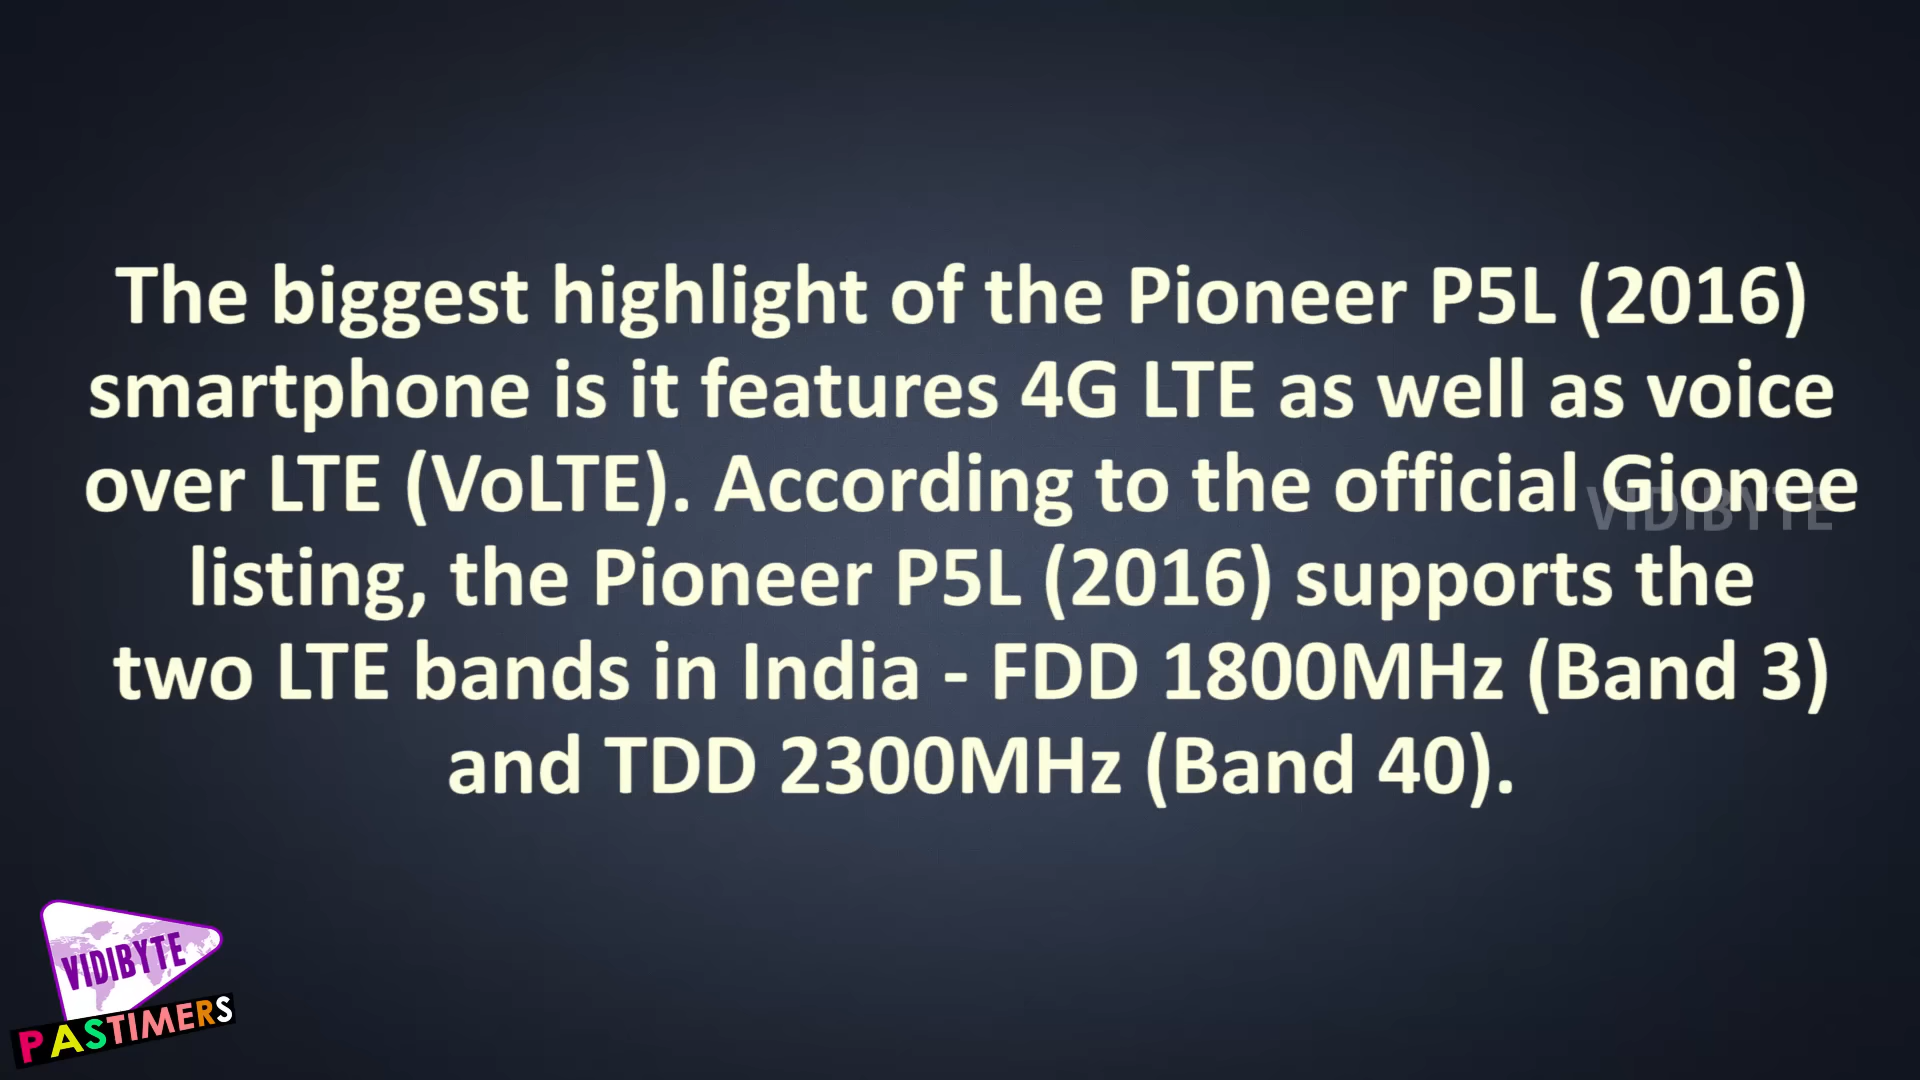 The biggest highlight of the Pioneer P5L (2016)
smartphone is it features 4G LTE as well as voice
over LTE (VoLTE). According to the official Gionee
VIDIBYTE
listing, the Pioneer P5L (2016) supports the
two LTE bands in India - FDD 1800MHz (Band 3)
and TDD 2300MHz (Band 40).
VIDIBYTE
PASTIMERS